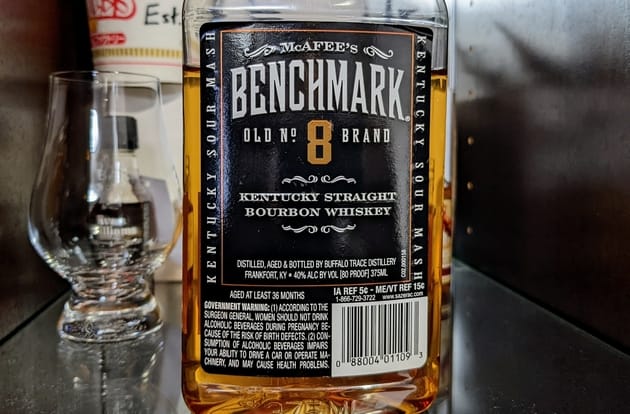 Est.
McAFEE'S
BENCHMARK®
OLD No 8 BRAND
KENTUCKY STRAIGHT
BOURBON WHISKEY
DISTILLED, AGED & BOTTLED BY BUFFALO TRACE DISTILLERY
FRANKFORT, KY • 40% ALC BY VOL [80 PROOF] 375ML
KENTUCKY SOUR MASH
KENTUCKY SOUR MASH
AGED AT LEAST 36 MONTHS
IA REF 5¢ - ME/VT REF 15¢
1-866-729-3722 www.sazerac.com
GOVERNMENT WARNING: (1) ACCORDING TO THE
SURGEON GENERAL, WOMEN SHOULD NOT DRINK
ALCOHOLIC BEVERAGES DURING PREGNANCY BE-
CAUSE OF THE RISK OF BIRTH DEFECTS. (2) CON-
SUMPTION OF ALCOHOLIC BEVERAGES IMPAIRS
YOUR ABILITY TO DRIVE A CAR OR OPERATE MA-
CHINERY, AND MAY CAUSE HEALTH PROBLEMS.
0 88004 01109 3